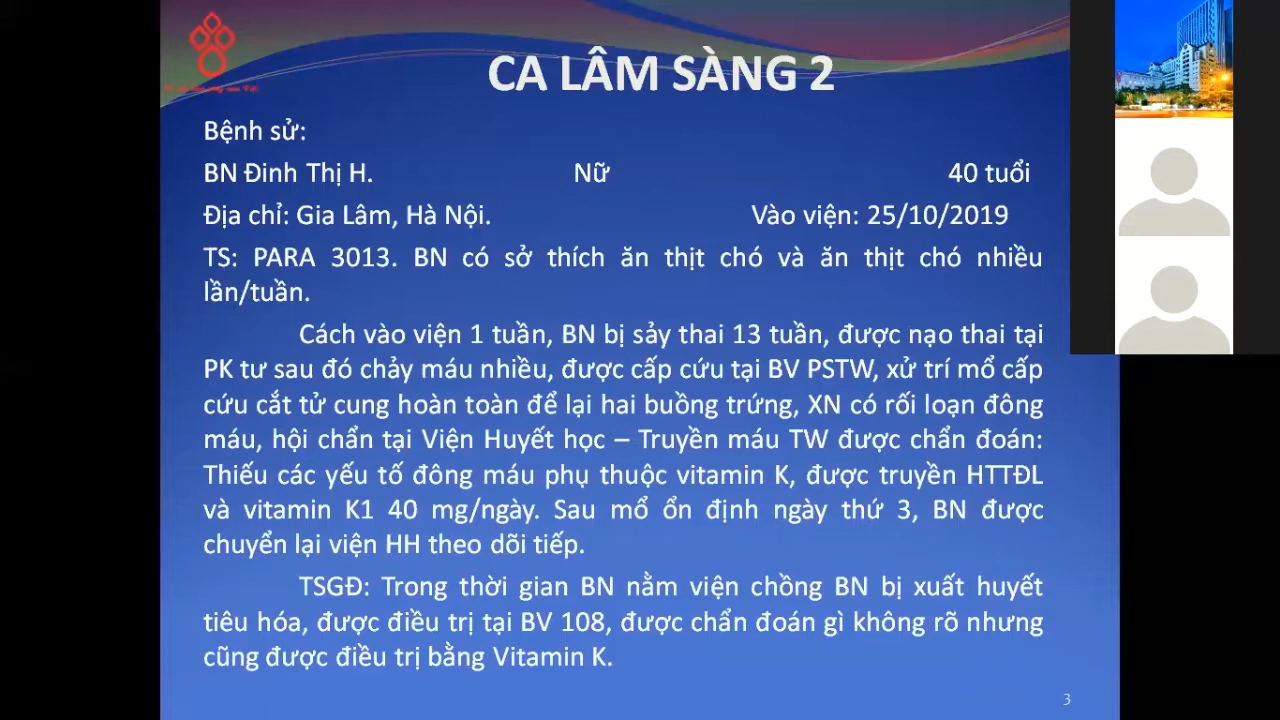 CA LÂM SÀNG 2
Bệnh sử:
BN Đinh Thị H. Nữ 40 tuổi
Địa chỉ: Gia Lâm, Hà Nội. Vào viện: 25/10/2019
TS: PARA 3013. BN có sở thích ăn thịt chó và ăn thịt chó nhiều
lần/tuần.
Cách vào viện 1 tuần, BN bị sảy thai 13 tuần, được nạo thai tại
PK tư sau đó chảy máu nhiều, được cấp cứu tại BV PSTW, xử trí mổ cấp
cứu cắt tử cung hoàn toàn để lại hai buồng trứng, XN có rối loạn đông
máu, hội chẩn tại Viện Huyết học – Truyền máu TW được chẩn đoán:
Thiếu các yếu tố đông máu phụ thuộc vitamin K, được truyền HTTĐL
và vitamin K1 40 mg/ngày. Sau mổ ổn định ngày thứ 3, BN được
chuyển lại viện HH theo dõi tiếp.
TSGĐ: Trong thời gian BN nằm viện chồng BN bị xuất huyết
tiêu hóa, được điều trị tại BV 108, được chẩn đoán gì không rõ nhưng
cũng được điều trị bằng Vitamin K.
3